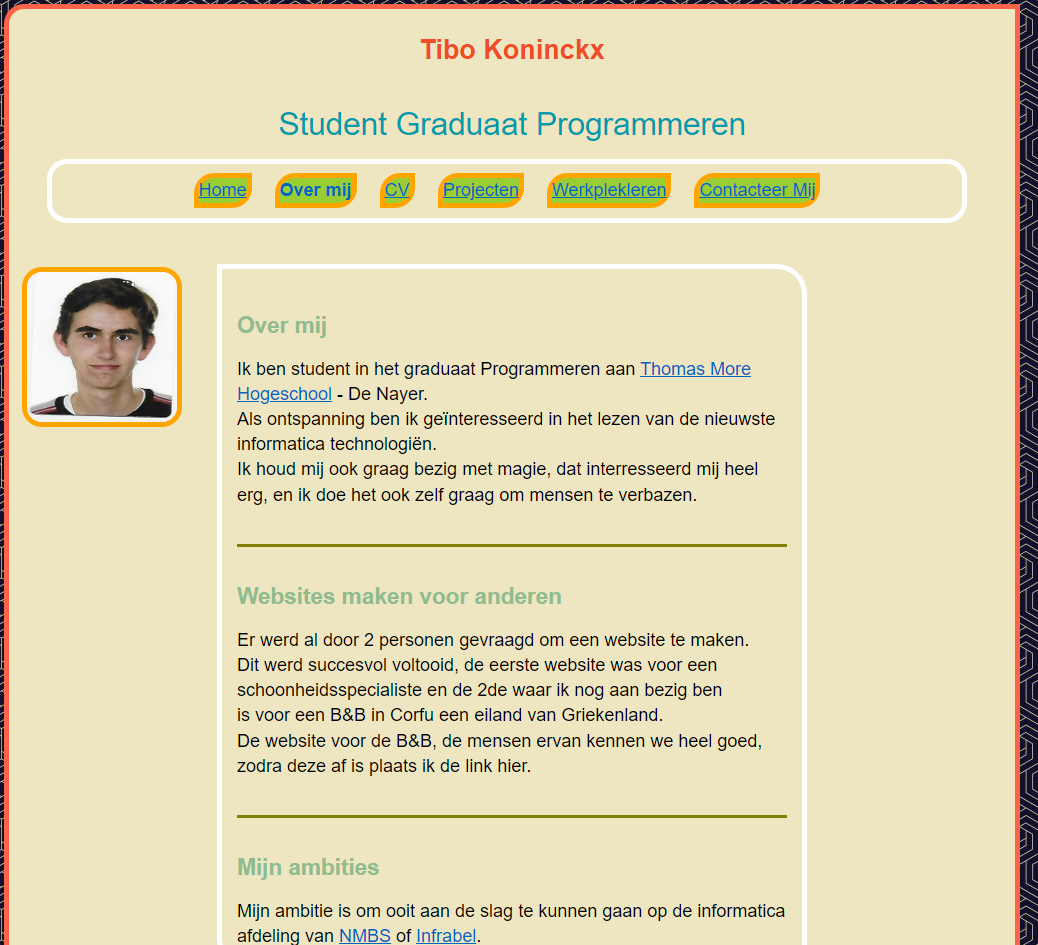 Tibo Koninckx
Student Graduaat Programmeren
Home Over mij CV Projecten Werkplekleren Contacteer Mij
Over mij
Ik ben student in het graduaat Programmeren aan Thomas More
Hogeschool - De Nayer.
Als ontspanning ben ik geïnteresseerd in het lezen van de nieuwste
informatica technologiën.
Ik houd mij ook graag bezig met magie, dat interresseerd mij heel
erg, en ik doe het ook zelf graag om mensen te verbazen.
Websites maken voor anderen
Er werd al door 2 personen gevraagd om een website te maken.
Dit werd succesvol voltooid, de eerste website was voor een
schoonheidsspecialiste en de 2de waar ik nog aan bezig ben
is voor een B&B in Corfu een eiland van Griekenland.
De website voor de B&B, de mensen ervan kennen we heel goed,
zodra deze af is plaats ik de link hier.
Mijn ambities
Mijn ambitie is om ooit aan de slag te kunnen gaan op de informatica
afdeling van NMBS of Infrabel.